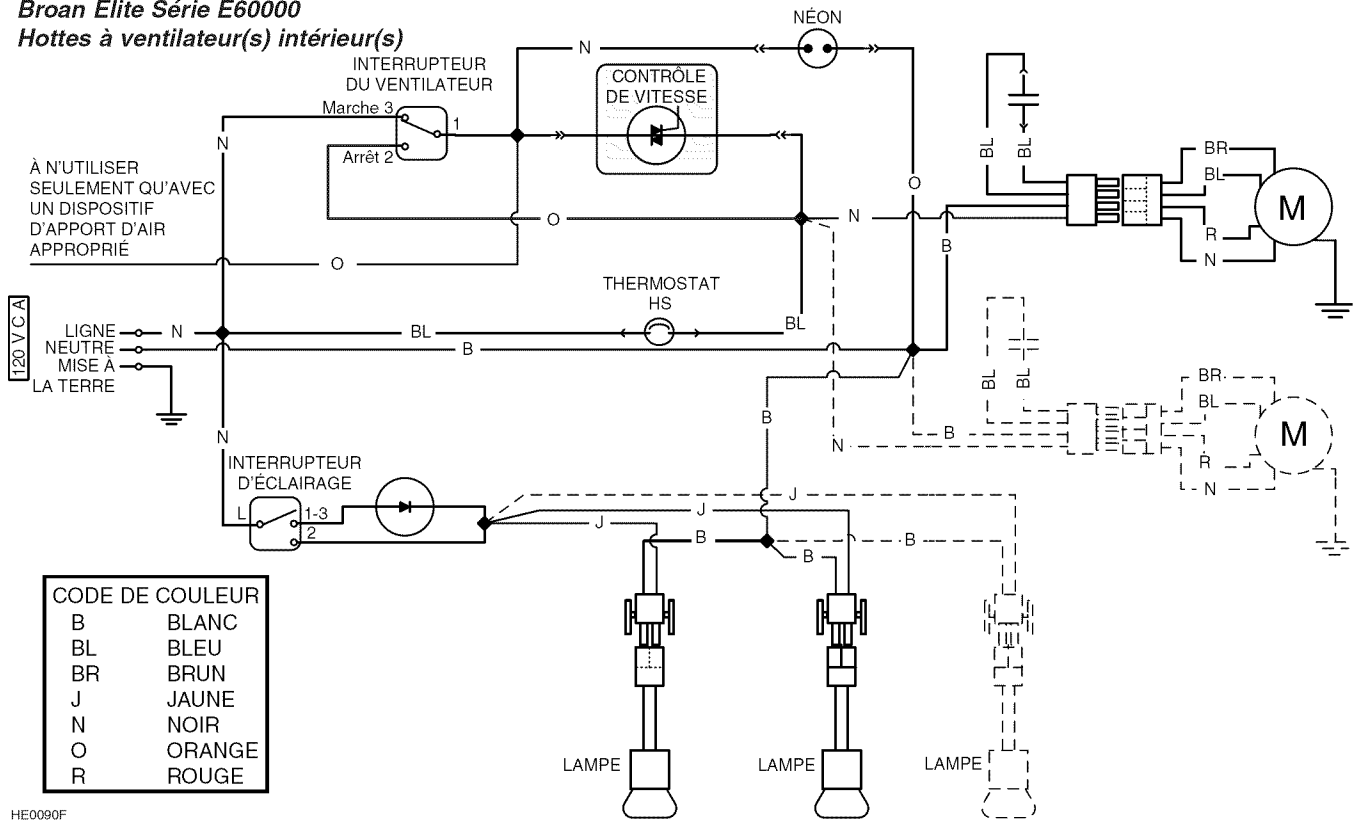 Broan Elite Série E60000
Hottes à ventilateur(s) intérieur(s)
NÉON
N
INTERRUPTEUR
DU VENTILATEUR
CONTRÔLE
DE VITESSE
Marche 3
1
Arrêt 2
N
BL
BL
BR
BL
M
R
N
À N'UTILISER
SEULEMENT QU'AVEC
UN DISPOSITIF
D'APPORT D'AIR
APPROPRIÉ
O
O
N
B
O
THERMOSTAT
HS
BL
120 V C A
LIGNE
N
BL
NEUTRE
B
MISE À
LA TERRE
BL
BL
BR
BL
M
R
N
B
B
N
N
INTERRUPTEUR
D'ÉCLAIRAGE
L
1-3
2
J
J
J
B
B
B
CODE DE COULEUR
B BLANC
BL BLEU
BR BRUN
J JAUNE
N NOIR
O ORANGE
R ROUGE
LAMPE
LAMPE
LAMPE
HE0090F